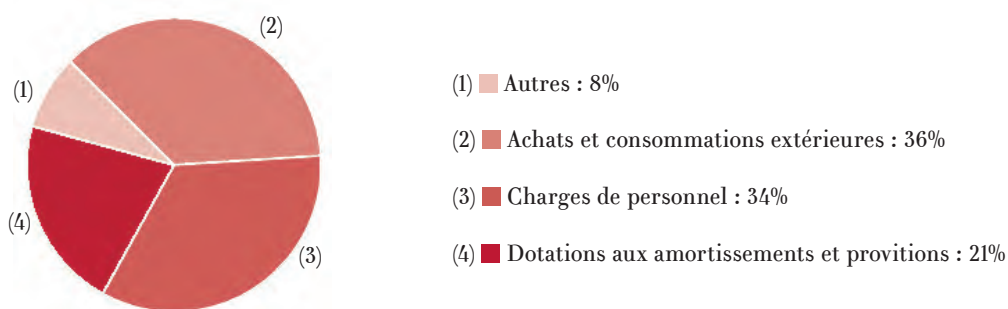 (2)
(1)
(4)
(3)
(1) Autres : 8%
(2) Achats et consommations extérieures : 36%
(3) Charges de personnel : 34%
(4) Dotations aux amortissements et provitions : 21%